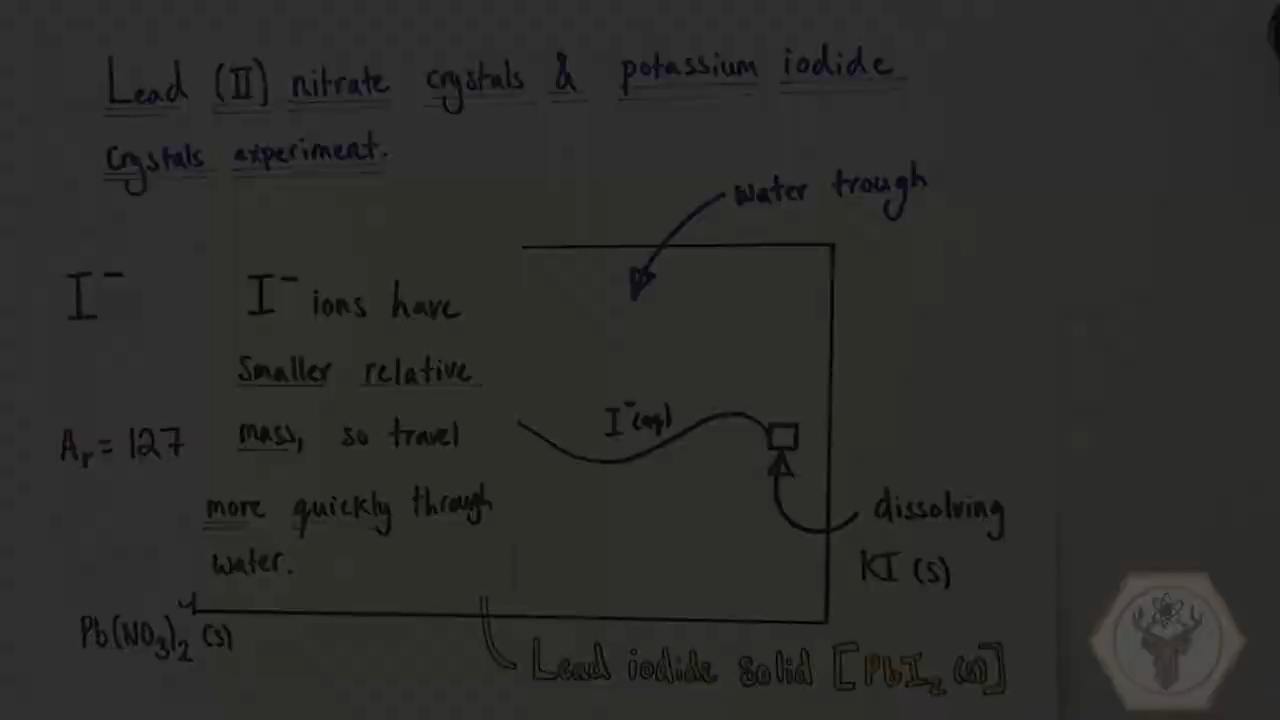 Lead (II) nitrate crystals & potassium iodide
crystals experiment.
water trough
I⁻
I⁻ ions have
smaller relative
mass, so travel
more quickly through
water.
Aᵣ = 127
I⁻(aq)
dissolving
KI (s)
Pb(NO₃)₂ (s)
Lead iodide solid [PbI₂ (s)]